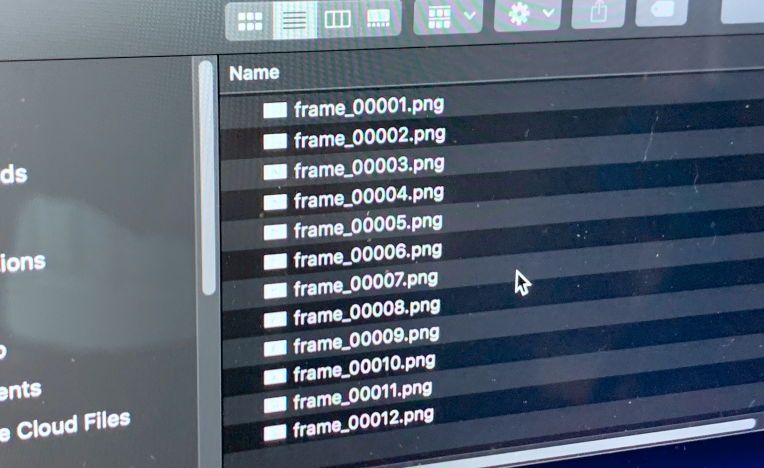 Name
frame_00001.png
frame_00002.png
frame_00003.png
frame_00004.png
frame_00005.png
frame_00006.png
frame_00007.png
frame_00008.png
frame_00009.png
frame_00010.png
frame_00011.png
frame_00012.png
ds
ions
ents
e Cloud Files